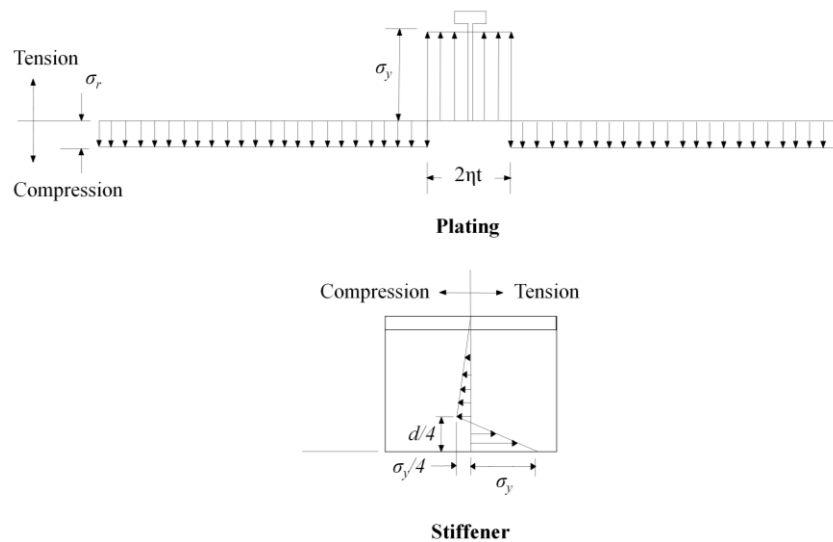 Tension
σr
σy
Compression
2ηt
Plating
Compression
Tension
d/4
σy/4
σy
Stiffener